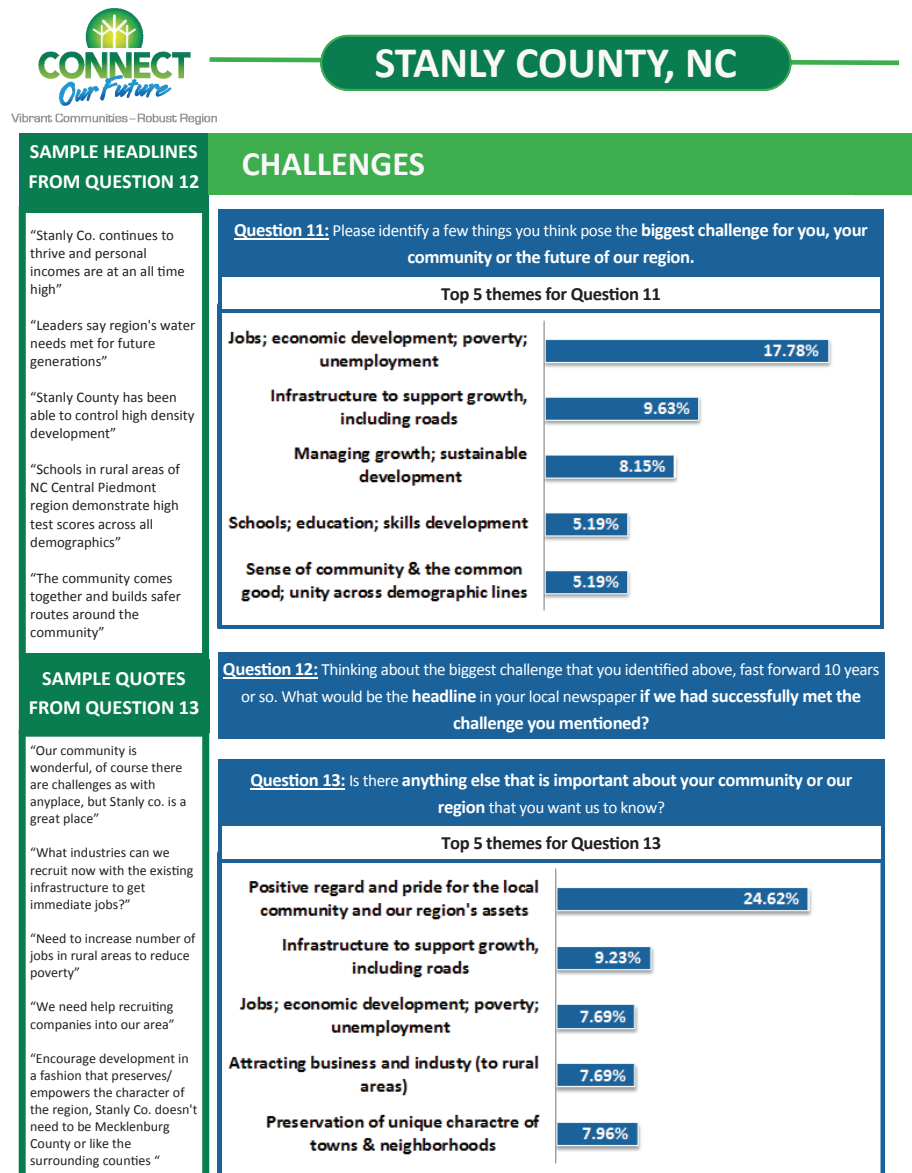 CONNECT
Our Future
Vibrant Communities–Robust Region
STANLY COUNTY, NC
SAMPLE HEADLINES
FROM QUESTION 12
“Stanly Co. continues to
thrive and personal
incomes are at an all time
high”
“Leaders say region's water
needs met for future
generations”
“Stanly County has been
able to control high density
development”
“Schools in rural areas of
NC Central Piedmont
region demonstrate high
test scores across all
demographics”
“The community comes
together and builds safer
routes around the
community”
SAMPLE QUOTES
FROM QUESTION 13
“Our community is
wonderful, of course there
are challenges as with
anyplace, but Stanly co. is a
great place”
“What industries can we
recruit now with the existing
infrastructure to get
immediate jobs?”
“Need to increase number of
jobs in rural areas to reduce
poverty”
“We need help recruiting
companies into our area”
“Encourage development in
a fashion that preserves/
empowers the character of
the region, Stanly Co. doesn't
need to be Mecklenburg
County or like the
surrounding counties “
CHALLENGES
Question 11: Please identify a few things you think pose the biggest challenge for you, your
community or the future of our region.
Top 5 themes for Question 11
Jobs; economic development; poverty;
unemployment
17.78%
Infrastructure to support growth,
including roads
9.63%
Managing growth; sustainable
development
8.15%
Schools; education; skills development
5.19%
Sense of community & the common
good; unity across demographic lines
5.19%
Question 12: Thinking about the biggest challenge that you identified above, fast forward 10 years
or so. What would be the headline in your local newspaper if we had successfully met the
challenge you mentioned?
Question 13: Is there anything else that is important about your community or our
region that you want us to know?
Top 5 themes for Question 13
Positive regard and pride for the local
community and our region's assets
24.62%
Infrastructure to support growth,
including roads
9.23%
Jobs; economic development; poverty;
unemployment
7.69%
Attracting business and industy (to rural
areas)
7.69%
Preservation of unique charactre of
towns & neighborhoods
7.96%